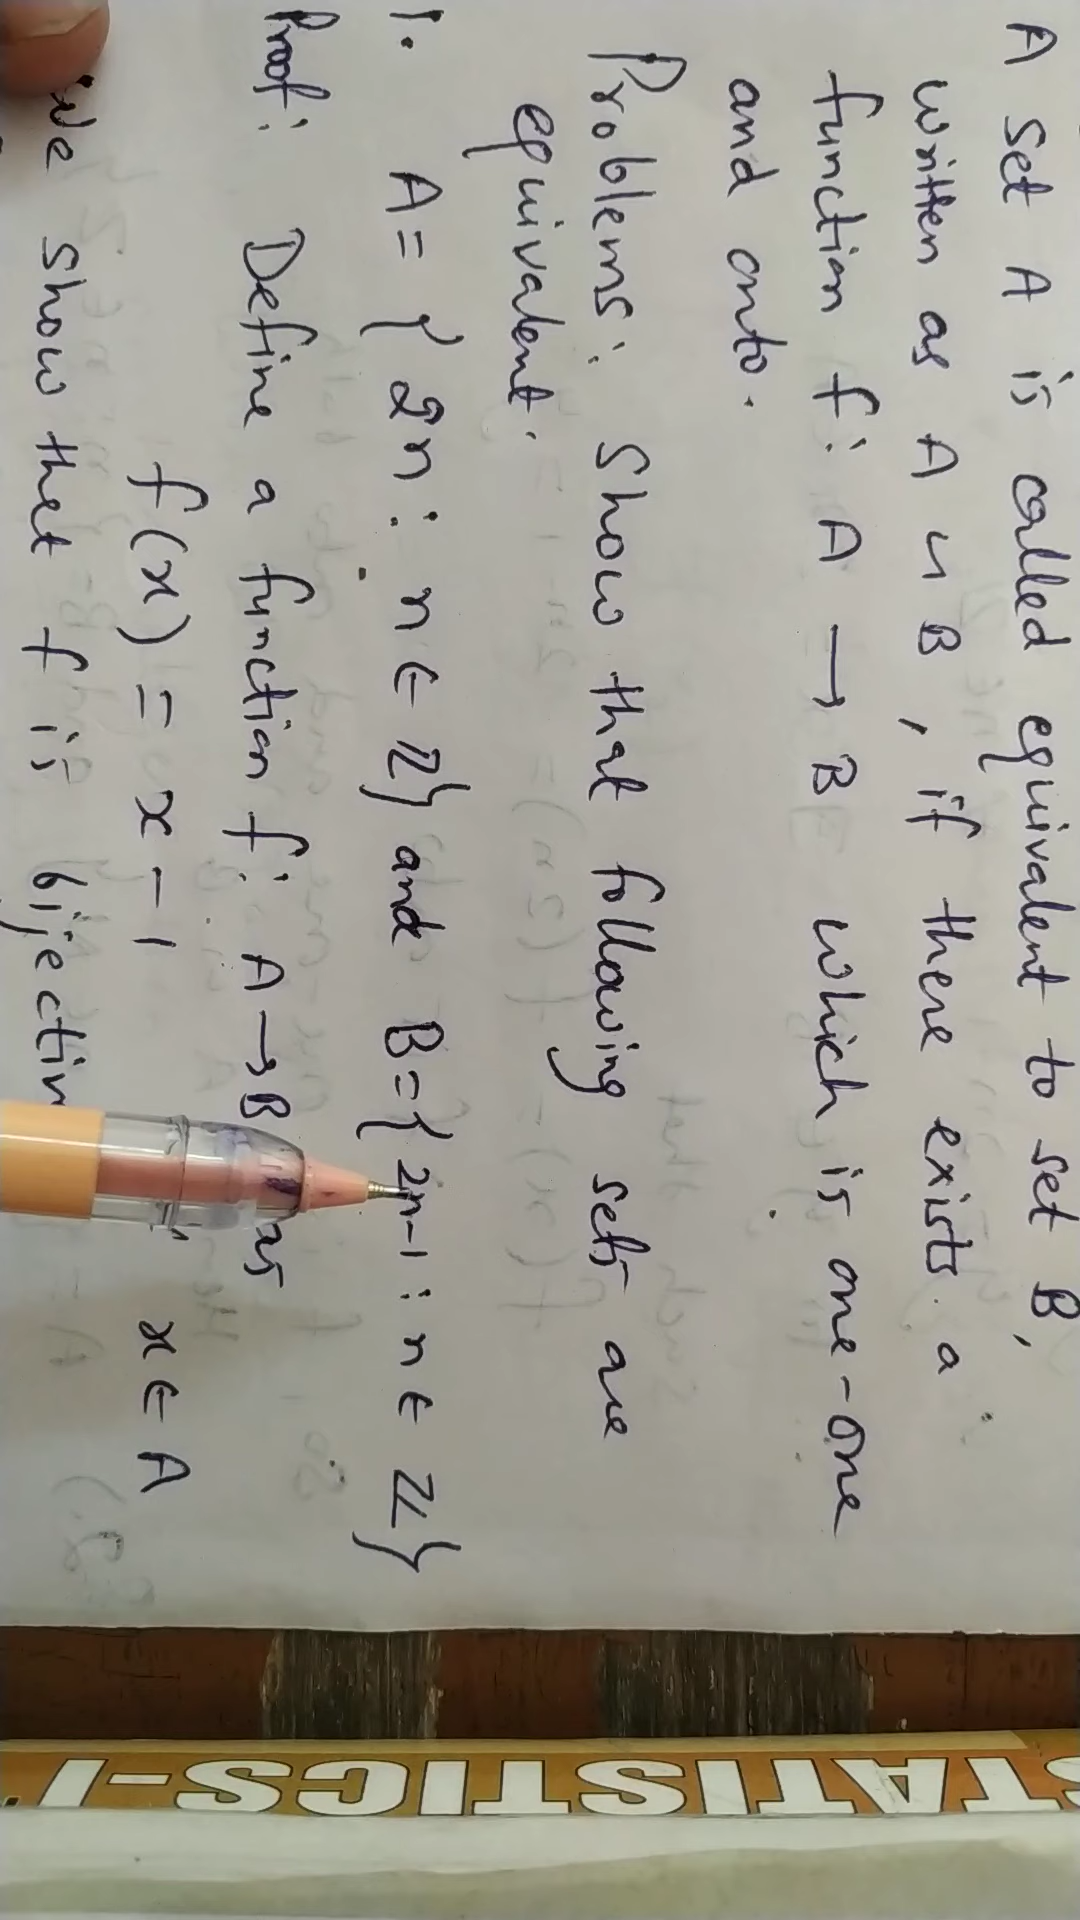 A set A is called equivalent to set B,
written as A ~ B, if there exists a
function f: A → B which is one-one
and onto.
Problems: Show that following sets are
equivalent.
1. A = { 2n : n ∈ Z} and B = { 2n-1 : n ∈ Z}
Proof: Define a function f: A → B as
f(x) = x - 1 x ∈ A
We show that f is
STATISTICS-1